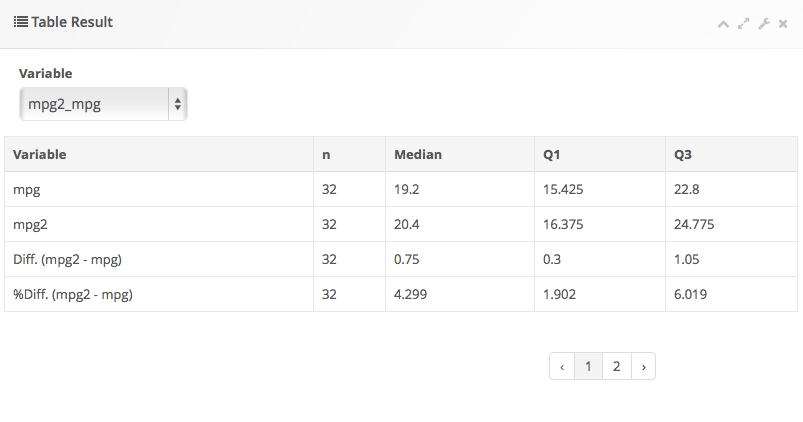 Table Result
Variable
mpg2_mpg
Variable n Median Q1 Q3
mpg 32 19.2 15.425 22.8
mpg2 32 20.4 16.375 24.775
Diff. (mpg2 - mpg) 32 0.75 0.3 1.05
%Diff. (mpg2 - mpg) 32 4.299 1.902 6.019
‹ 1 2 ›